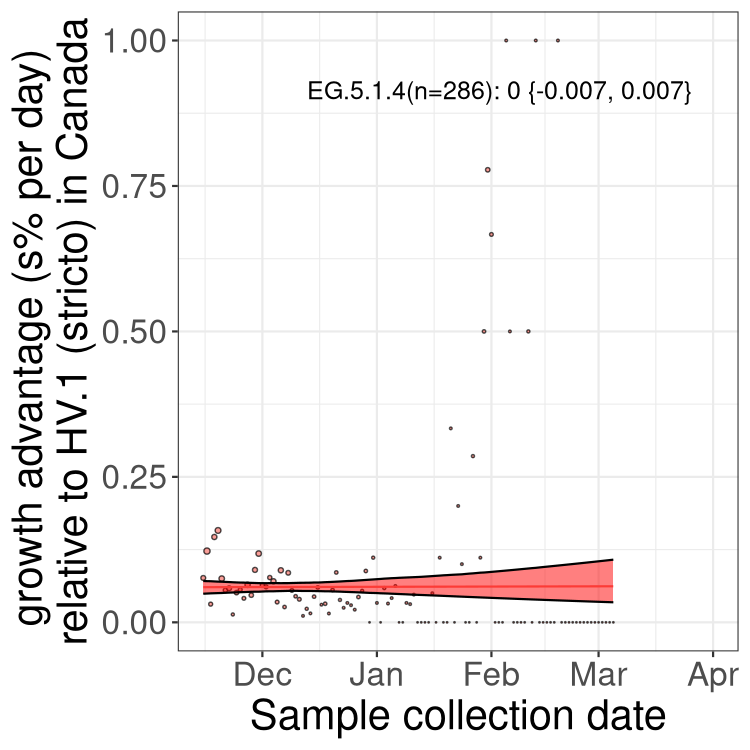 growth advantage (s% per day)
relative to HV.1 (stricto) in Canada
1.00
0.75
0.50
0.25
0.00
EG.5.1.4(n=286): 0 {-0.007, 0.007}
Dec Jan Feb Mar Apr
Sample collection date